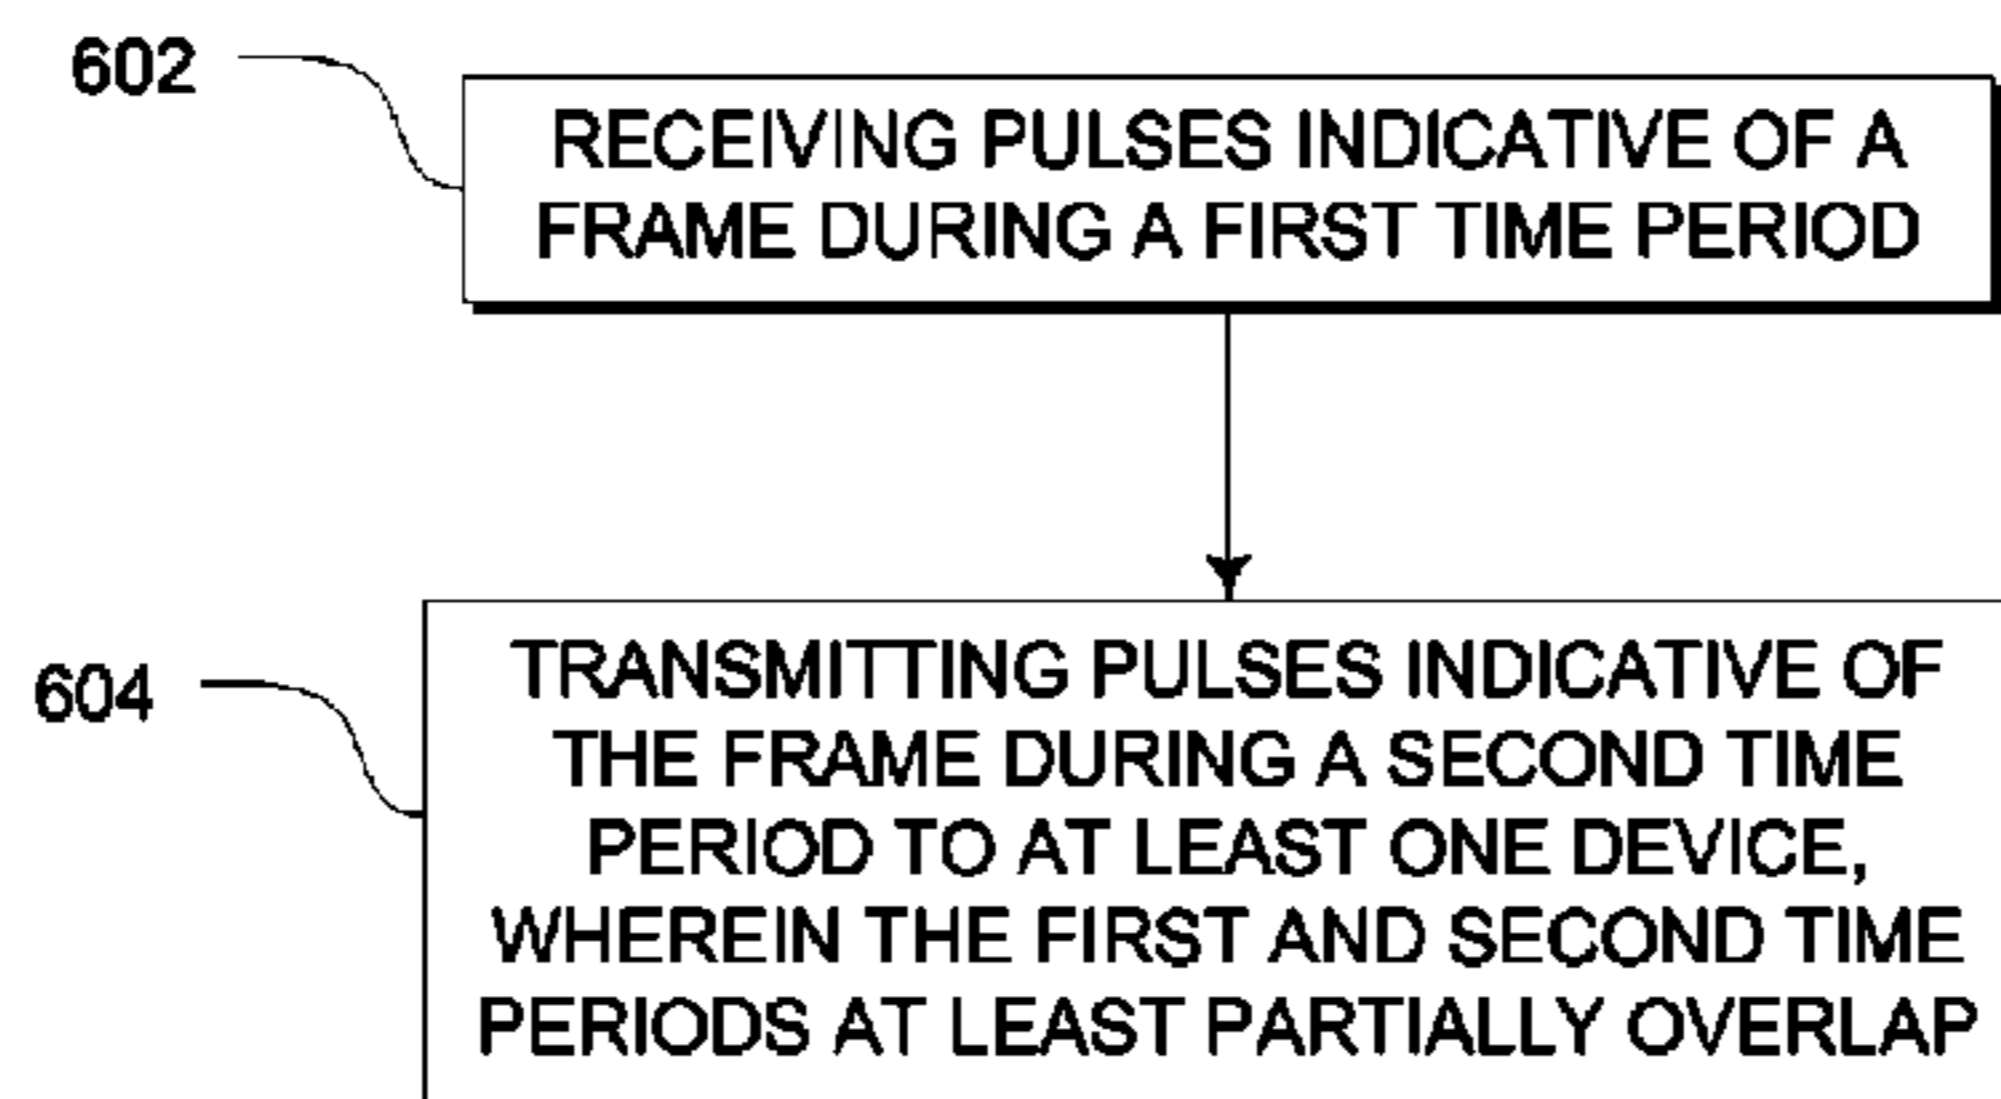 602
RECEIVING PULSES INDICATIVE OF A
FRAME DURING A FIRST TIME PERIOD
604
TRANSMITTING PULSES INDICATIVE OF
THE FRAME DURING A SECOND TIME
PERIOD TO AT LEAST ONE DEVICE,
WHEREIN THE FIRST AND SECOND TIME
PERIODS AT LEAST PARTIALLY OVERLAP